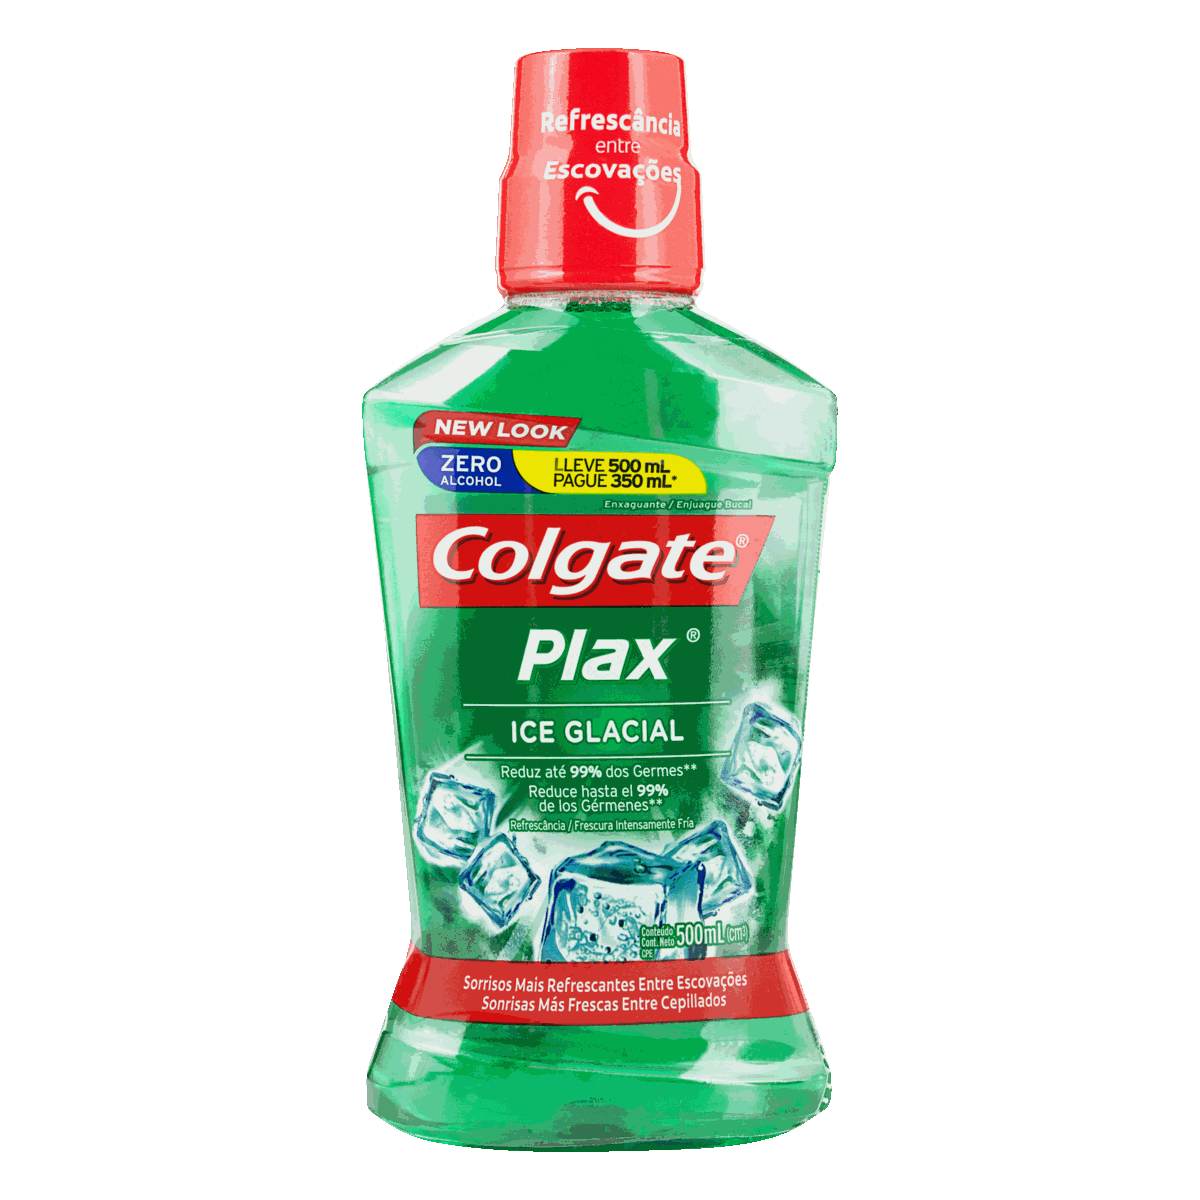 Refrescância
entre
Escovações
NEW LOOK
ZERO
ALCOHOL
LLEVE 500 mL
PAGUE 350 mL*
Enxaguante / Enjuague Bucal
Colgate®
Plax®
ICE GLACIAL
Reduz até 99% dos Germes**
Reduce hasta el 99%
de los Gérmenes**
Refrescância / Frescura Intensamente Fría
Conteúdo
Cont. Neto 500mL (cm³)
CPE
Sorrisos Mais Refrescantes Entre Escovações
Sonrisas Más Frescas Entre Cepillados